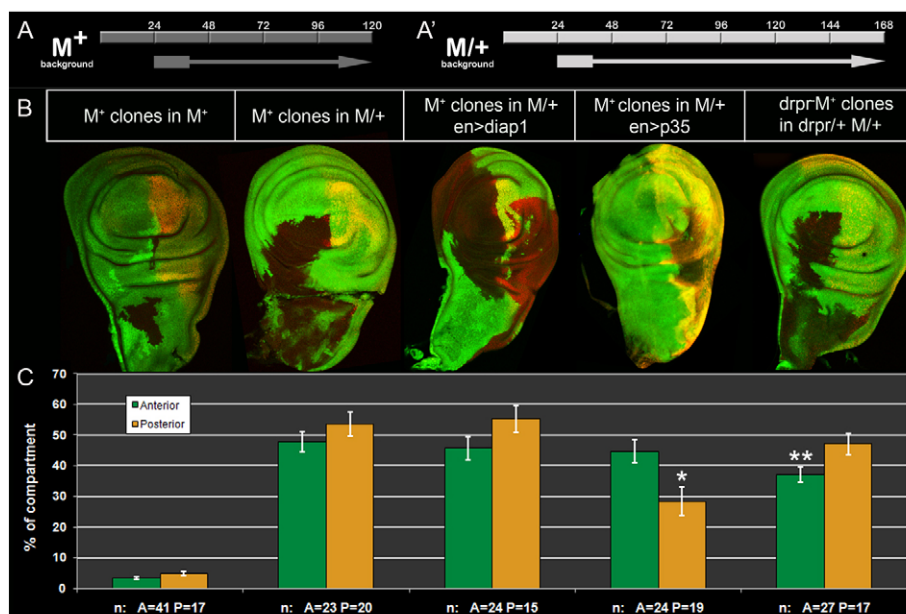 A
M⁺
background
24 48 72 96 120
A'
M/+
background
24 48 72 96 120 144 168
B
M⁺ clones in M⁺
M⁺ clones in M/+
M⁺ clones in M/+
en>diap1
M⁺ clones in M/+
en>p35
drpr⁻M⁺ clones
in drpr/+ M/+
C
% of compartment
70
60
50
40
30
20
10
0
Anterior
Posterior
*
**
n: A=41 P=17
n: A=23 P=20
n: A=24 P=15
n: A=24 P=19
n: A=27 P=17